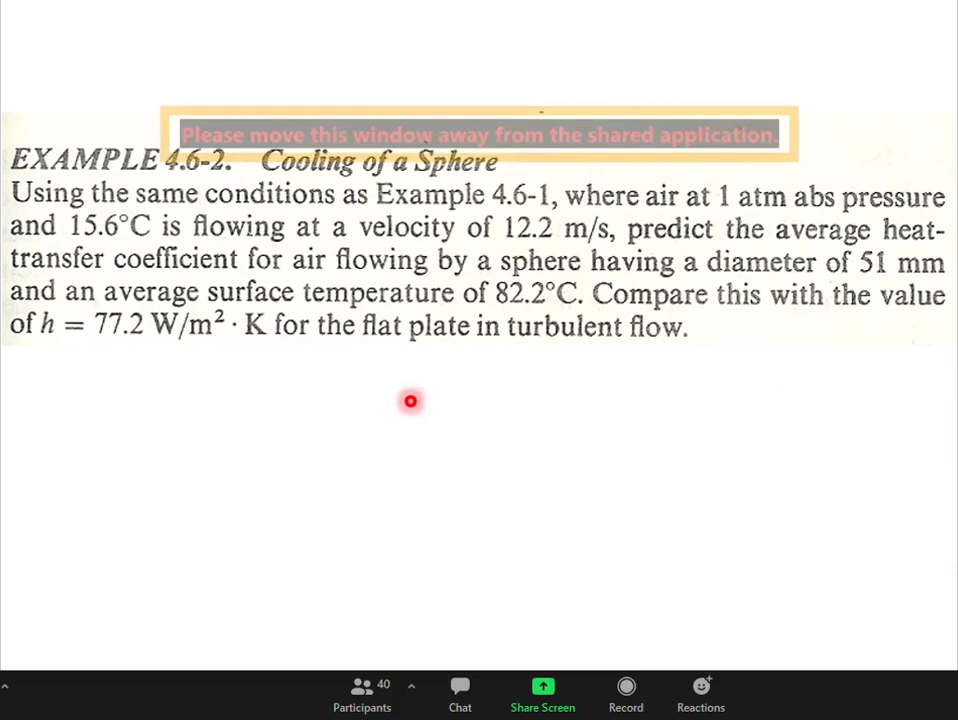 Please move this window away from the shared application.
EXAMPLE 4.6-2. Cooling of a Sphere
Using the same conditions as Example 4.6-1, where air at 1 atm abs pressure
and 15.6°C is flowing at a velocity of 12.2 m/s, predict the average heat-
transfer coefficient for air flowing by a sphere having a diameter of 51 mm
and an average surface temperature of 82.2°C. Compare this with the value
of h = 77.2 W/m² · K for the flat plate in turbulent flow.
40
Participants
Chat
Share Screen
Record
Reactions